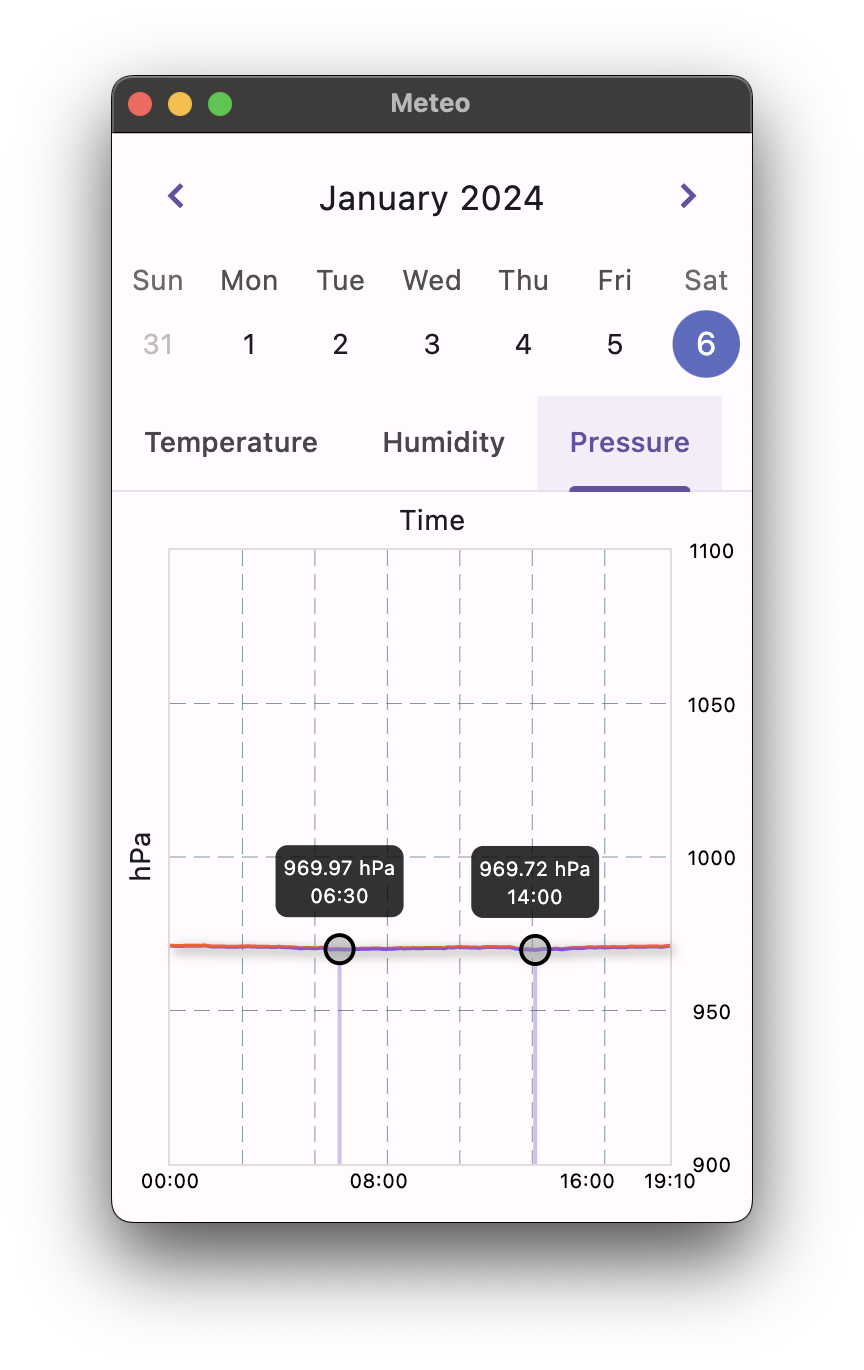 Meteo
January 2024
Sun Mon Tue Wed Thu Fri Sat
31 1 2 3 4 5 6
Temperature Humidity Pressure
Time
1100
1050
1000
950
900
hPa
969.97 hPa
06:30
969.72 hPa
14:00
00:00 08:00 16:00 19:10